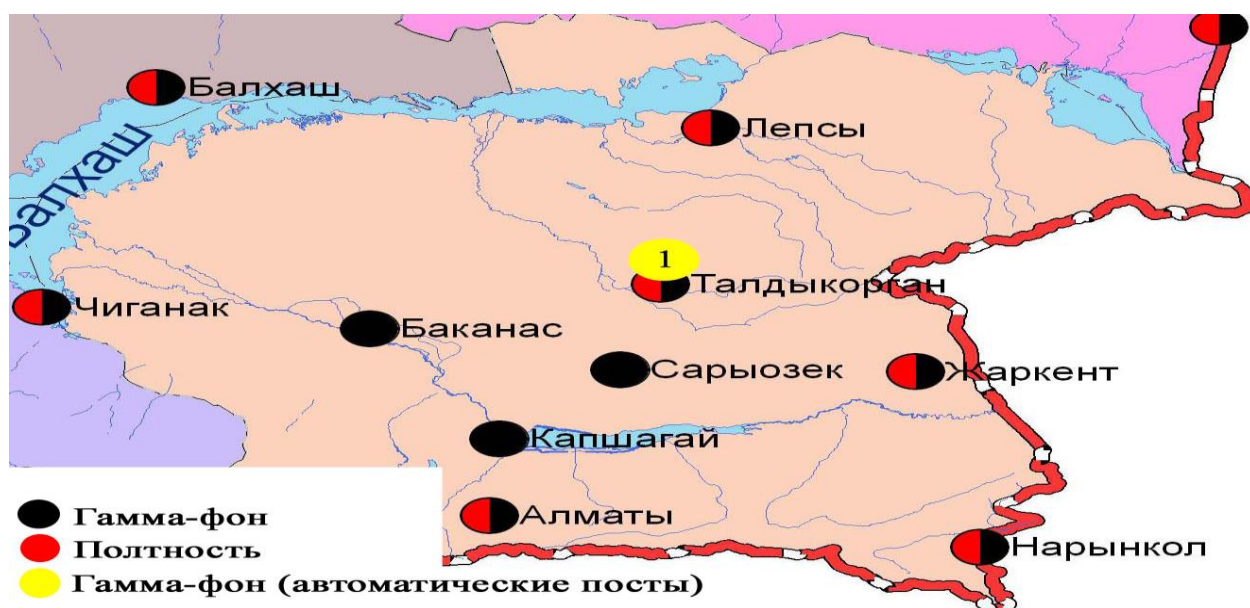 Балхаш
Лепсы
Балхаш
1
Талдыкорган
Чиганак
Баканас
Сарыозек
Жаркент
Капшагай
Алматы
Нарынкол
Гамма-фон
Полтность
Гамма-фон (автоматические посты)